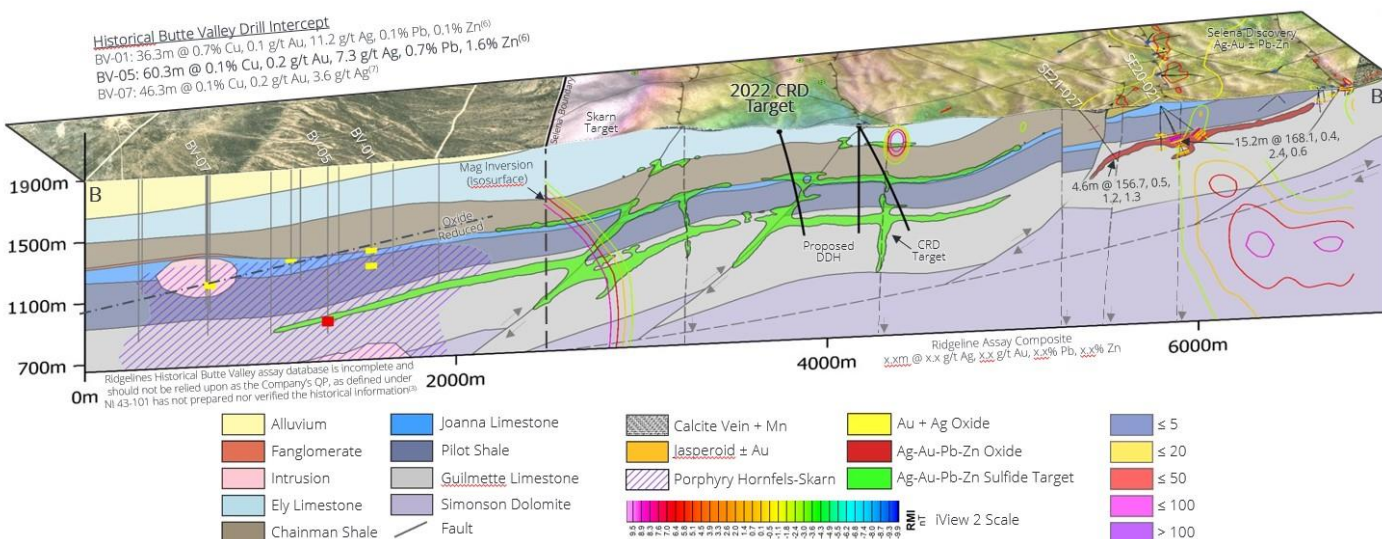 Historical Butte Valley Drill Intercept
BV-01: 36.3m @ 0.7% Cu, 0.1 g/t Au, 11.2 g/t Ag, 0.1% Pb, 0.1% Zn(6)
BV-05: 60.3m @ 0.1% Cu, 0.2 g/t Au, 7.3 g/t Ag, 0.7% Pb, 1.6% Zn(6)
BV-07: 46.3m @ 0.1% Cu, 0.2 g/t Au, 3.6 g/t Ag(7)
Selena Discovery
Ag-Au ± Pb-Zn
SE21-027
2022 CRD
Target
Skarn
Target
Selena Boundary
BV-07
BV-05
BV-01
B
B
15.2m @ 168.1, 0.4,
2.4, 0.6
4.6m @ 156.7, 0.5,
1.2, 1.3
Mag Inversion
(Isosurface)
Oxide
Reduced
Proposed
DDH
CRD
Target
1900m
1500m
1100m
700m
0m
2000m
4000m
6000m
Ridgeline Assay Composite
x.xm @ x.x g/t Ag, x.x g/t Au, x.x% Pb, x.x% Zn
Ridgelines Historical Butte Valley assay database is incomplete and
should not be relied upon as the Company's QP, as defined under
NI 43-101 has not prepared nor verified the historical information(3)
Alluvium
Fanglomerate
Intrusion
Ely Limestone
Chainman Shale
Joanna Limestone
Pilot Shale
Guilmette Limestone
Simonson Dolomite
Fault
Calcite Vein + Mn
Jasperoid ± Au
Porphyry Hornfels-Skarn
Au + Ag Oxide
Ag-Au-Pb-Zn Oxide
Ag-Au-Pb-Zn Sulfide Target
RMI
nT
iView 2 Scale
≤ 5
≤ 20
≤ 50
≤ 100
> 100